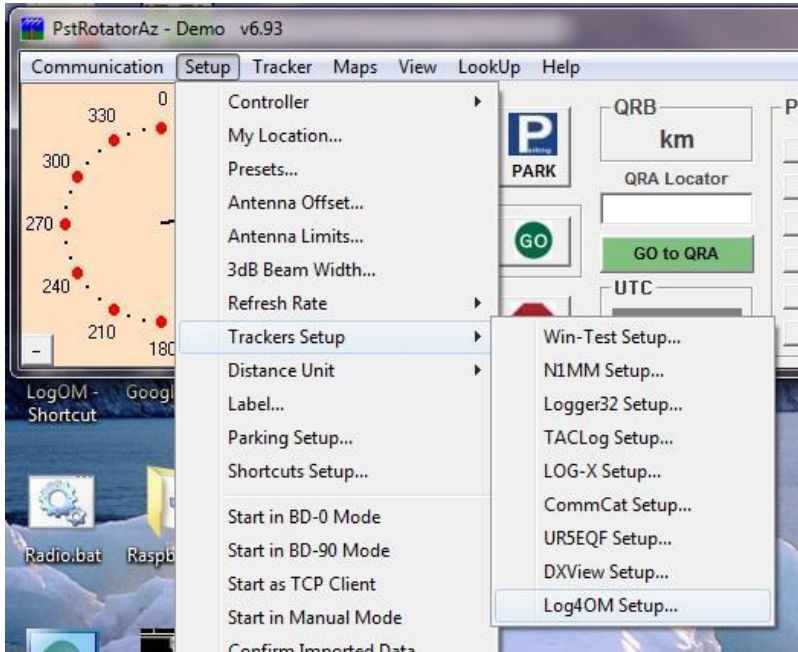 PstRotatorAz - Demo v6.93
Communication Setup Tracker Maps View LookUp Help
0
330
300
270
240
210
180
-
Controller
My Location...
Presets...
Antenna Offset...
Antenna Limits...
3dB Beam Width...
Refresh Rate
Trackers Setup
Distance Unit
Label...
Parking Setup...
Shortcuts Setup...
Start in BD-0 Mode
Start in BD-90 Mode
Start as TCP Client
Start in Manual Mode
Confirm Imported Data
P
PARK
GO
QRB
km
QRA Locator
GO to QRA
UTC
P
Win-Test Setup...
N1MM Setup...
Logger32 Setup...
TACLog Setup...
LOG-X Setup...
CommCat Setup...
UR5EQF Setup...
DXView Setup...
Log4OM Setup...
LogOM - Googl
Shortcut
Radio.bat Raspb